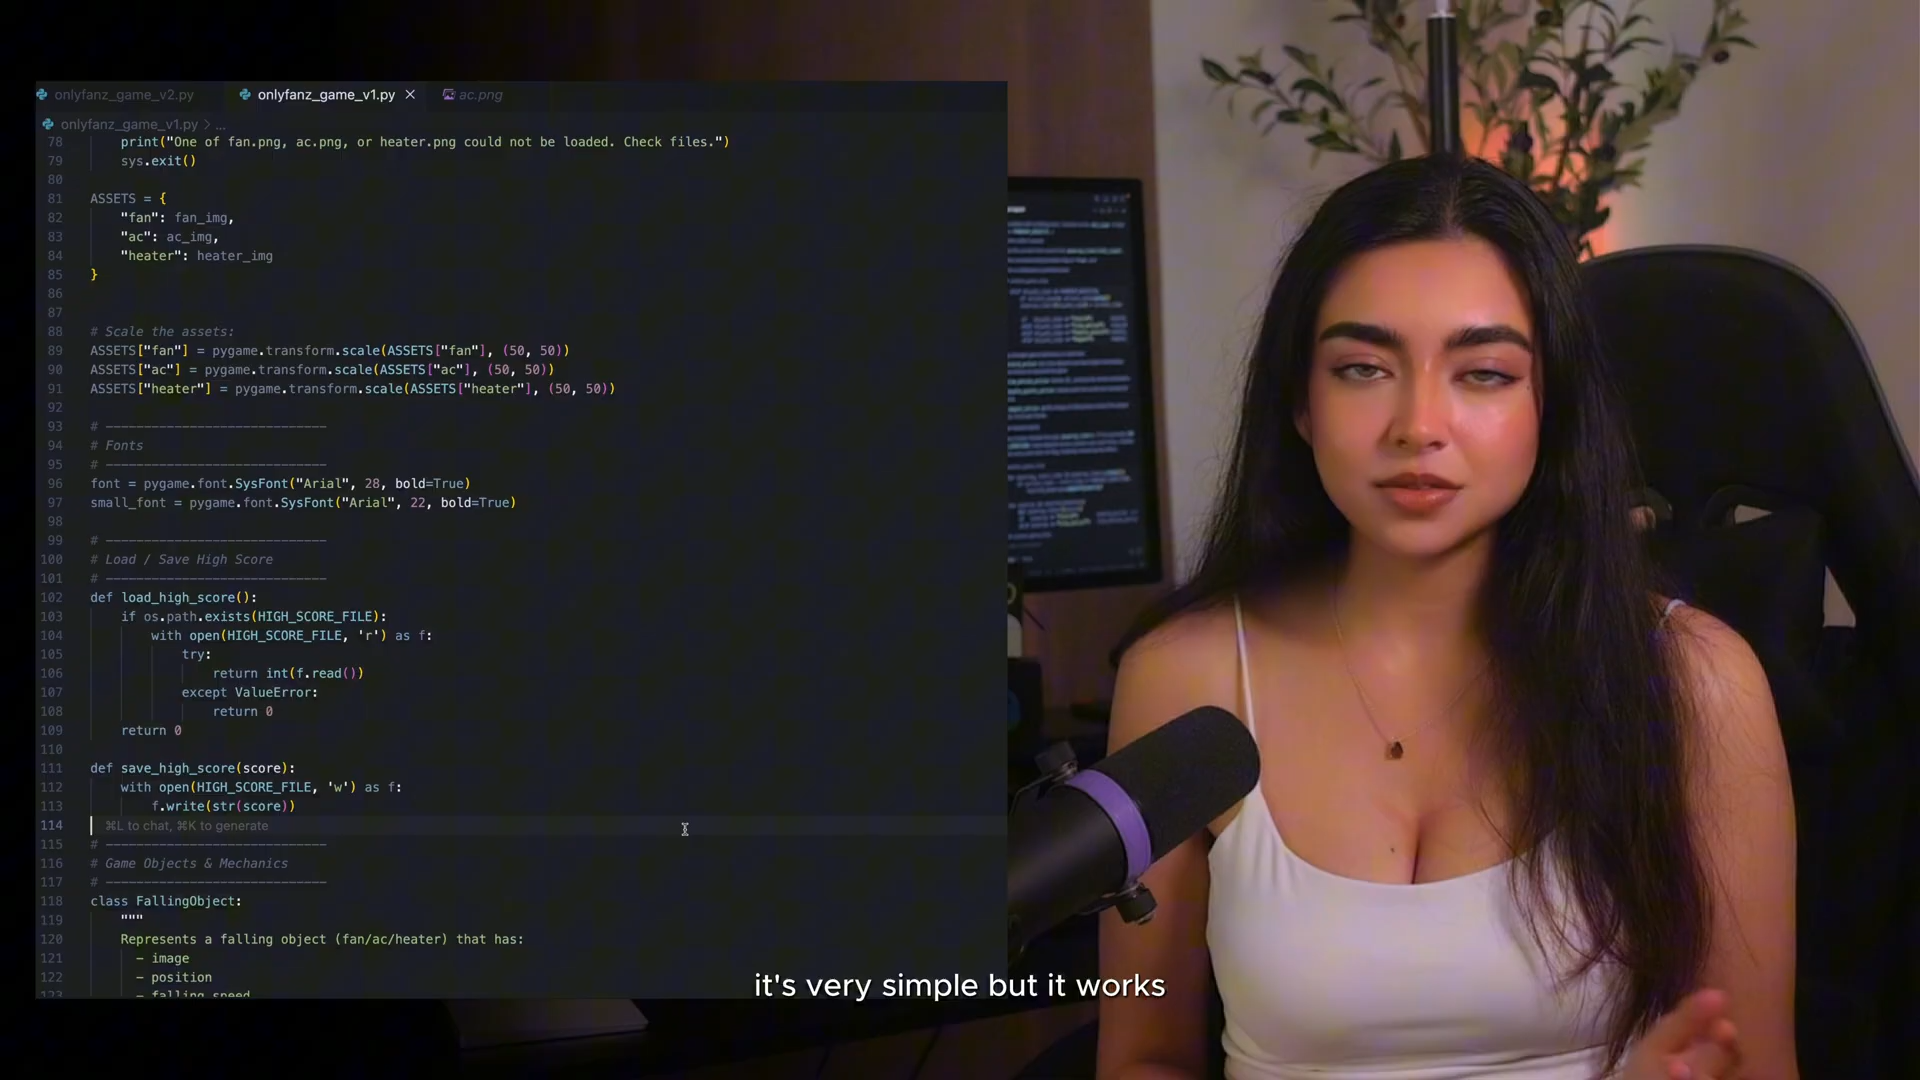 onlyfanz_game_v2.py
onlyfanz_game_v1.py
ac.png
onlyfanz_game_v1.py > ...
78 print("One of fan.png, ac.png, or heater.png could not be loaded. Check files.")
79 sys.exit()
80
81 ASSETS = {
82 "fan": fan_img,
83 "ac": ac_img,
84 "heater": heater_img
85 }
86
87
88 # Scale the assets:
89 ASSETS["fan"] = pygame.transform.scale(ASSETS["fan"], (50, 50))
90 ASSETS["ac"] = pygame.transform.scale(ASSETS["ac"], (50, 50))
91 ASSETS["heater"] = pygame.transform.scale(ASSETS["heater"], (50, 50))
92
93 # -----------------------------
94 # Fonts
95 # -----------------------------
96 font = pygame.font.SysFont("Arial", 28, bold=True)
97 small_font = pygame.font.SysFont("Arial", 22, bold=True)
98
99 # -----------------------------
100 # Load / Save High Score
101 # -----------------------------
102 def load_high_score():
103 if os.path.exists(HIGH_SCORE_FILE):
104 with open(HIGH_SCORE_FILE, 'r') as f:
105 try:
106 return int(f.read())
107 except ValueError:
108 return 0
109 return 0
110
111 def save_high_score(score):
112 with open(HIGH_SCORE_FILE, 'w') as f:
113 f.write(str(score))
114 ⌘L to chat, ⌘K to generate
115 # -----------------------------
116 # Game Objects & Mechanics
117 # -----------------------------
118 class FallingObject:
119 """
120 Represents a falling object (fan/ac/heater) that has:
121 - image
122 - position
123 - falling speed
it's very simple but it works